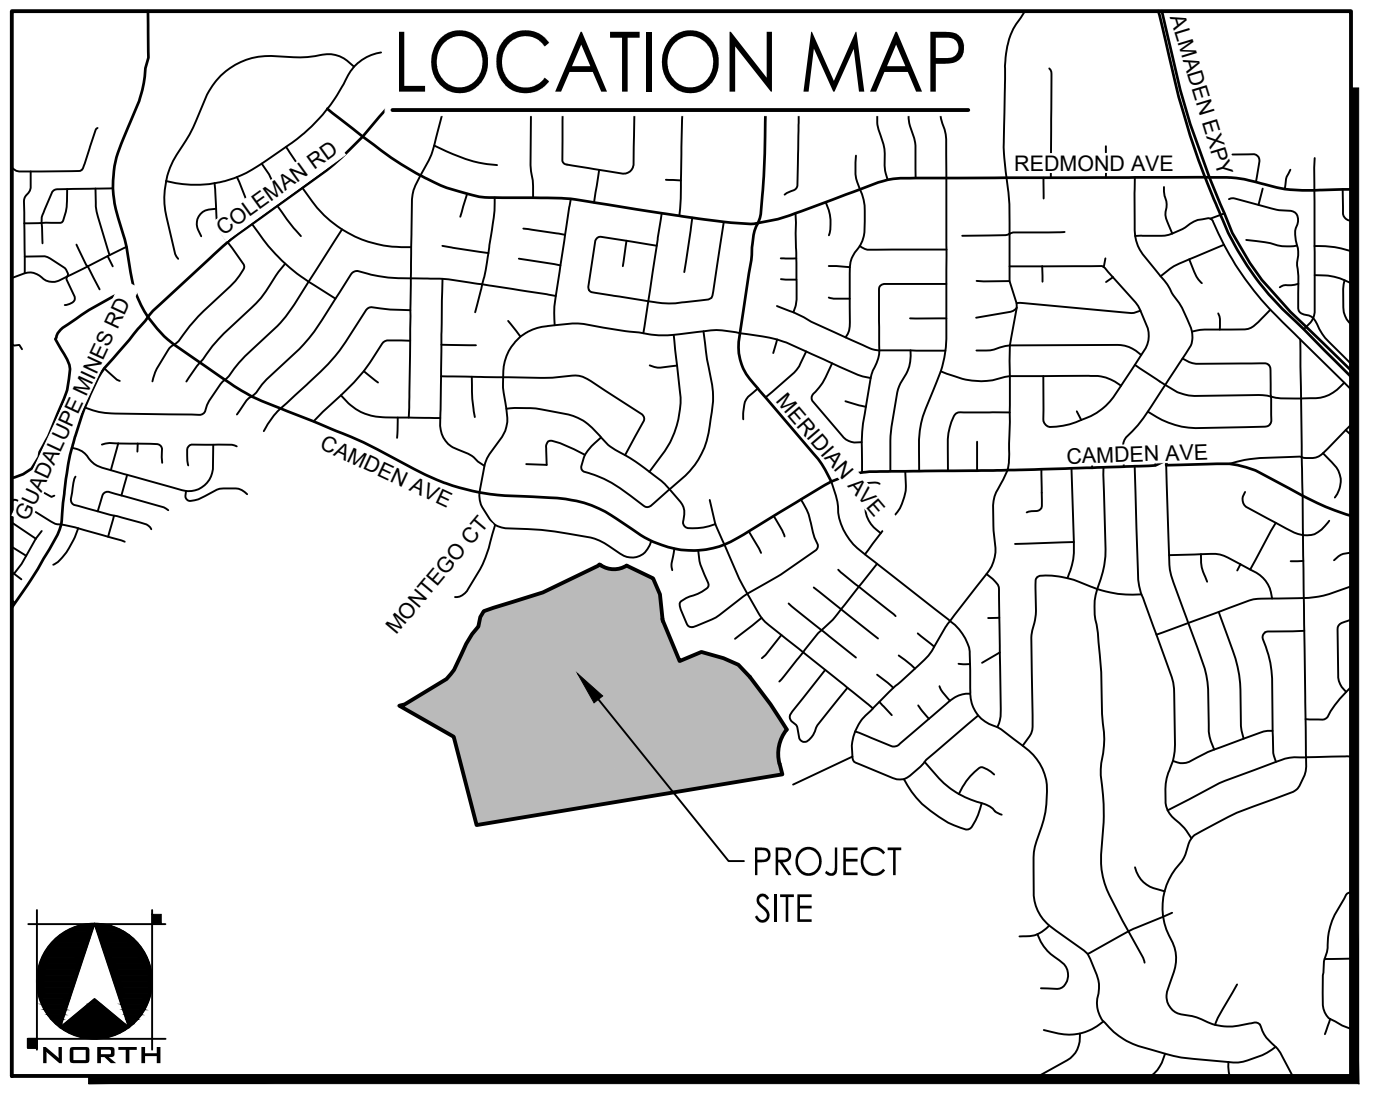 LOCATION MAP
ALMADEN EXPY
REDMOND AVE
COLEMAN RD
GUADALUPE MINES RD
MERIDIAN AVE
CAMDEN AVE
CAMDEN AVE
MONTEGO CT
PROJECT
SITE
NORTH